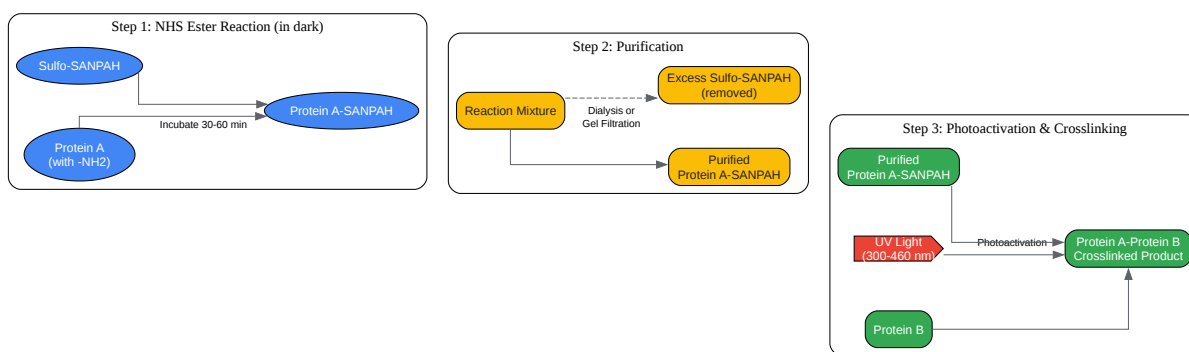 Step 1: NHS Ester Reaction (in dark)
Sulfo-SANPAH
Protein A-SANPAH
Incubate 30-60 min
Protein A
(with -NH2)
Step 2: Purification
Excess Sulfo-SANPAH
(removed)
Reaction Mixture
Dialysis or
Gel Filtration
Purified
Protein A-SANPAH
Step 3: Photoactivation & Crosslinking
Purified
Protein A-SANPAH
UV Light
(300-460 nm)
Photoactivation
Protein A-Protein B
Crosslinked Product
Protein B